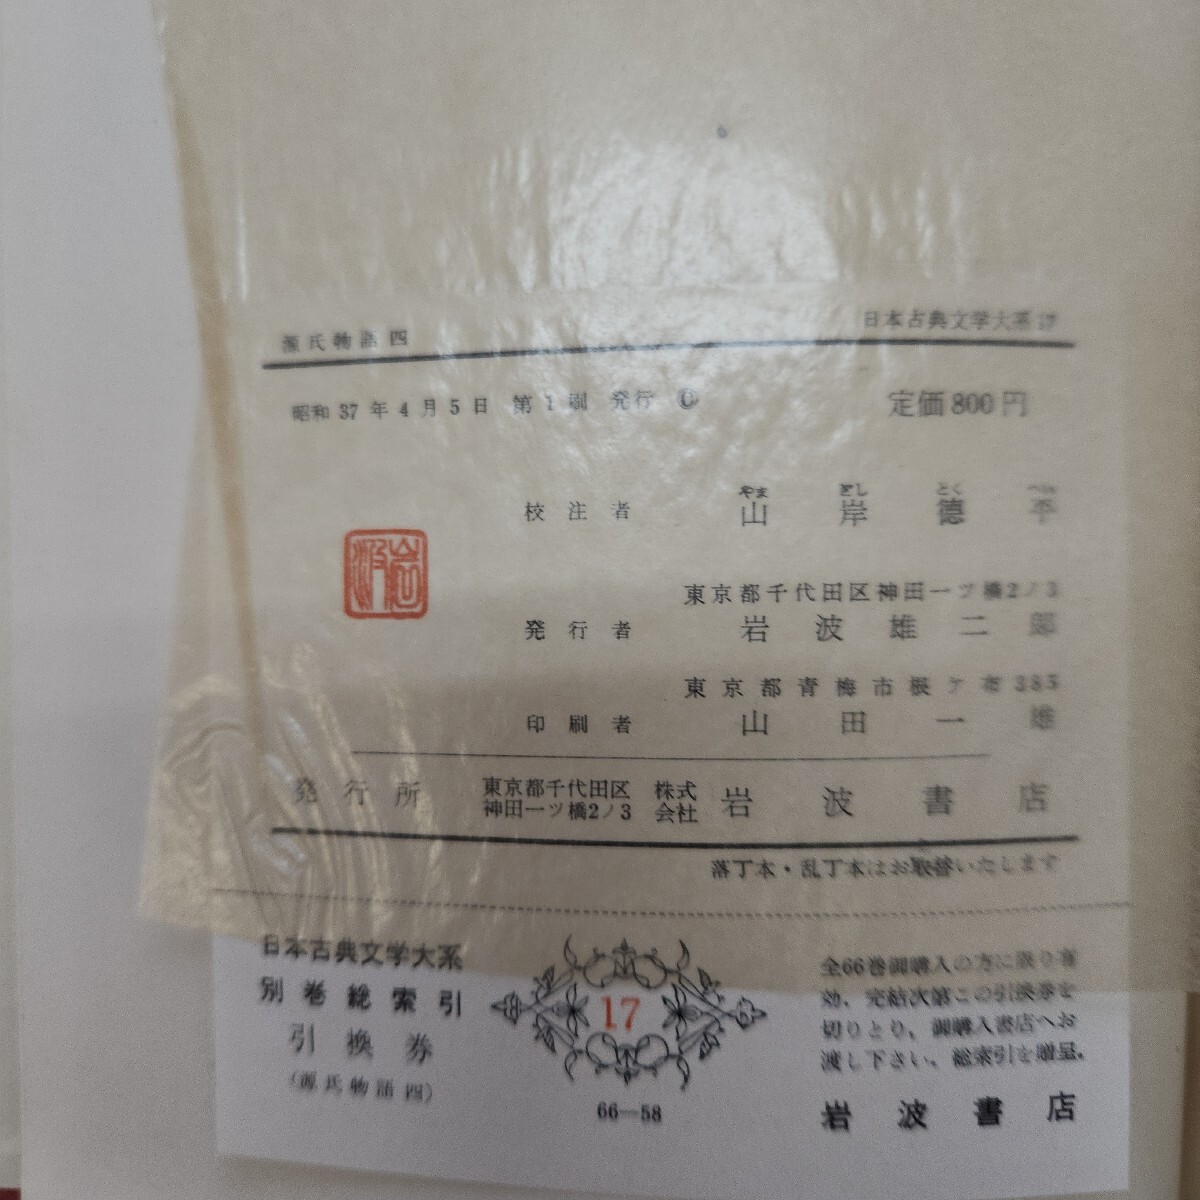 日本古典文学大系 17
源氏物語 四
昭和 37 年 4 月 5 日 第 1 刷 発行 ©
定価 800 円
やま ぎし とく へい
校注者 山岸德平
東京都千代田区神田一ツ橋2ノ3
発行者 岩波雄二郎
東京都青梅市根ケ布385
印刷者 山田一雄
岩波
発行所 東京都千代田区神田一ツ橋2ノ3 株式会社 岩波書店
落丁本・乱丁本はお取替いたします
日本古典文学大系
別巻総索引
引換券
(源氏物語 四)
17
66—58
全66巻御購入の方に限り有
効、完結次第この引換券を
切りとり、御購入書店へお
渡し下さい、総索引を贈呈.
岩波書店